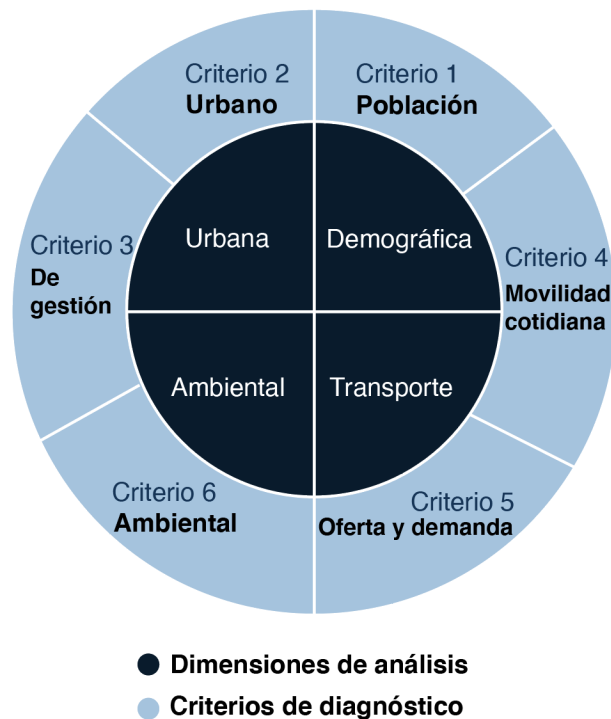 Criterio 2
Urbano
Criterio 1
Población
Urbana
Demográfica
Criterio 3
De
gestión
Criterio 4
Movilidad
cotidiana
Ambiental
Transporte
Criterio 6
Ambiental
Criterio 5
Oferta y demanda
Dimensiones de análisis
Criterios de diagnóstico